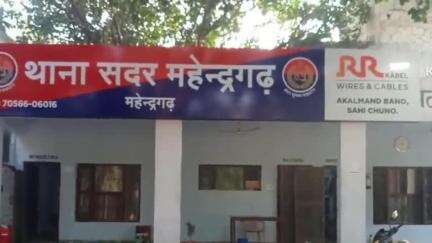 थाना सदर महेन्द्रगढ़
70566-06016
महेन्द्रगढ़
RR KABEL
WIRES & CABLES
AKALMAND BANO,
SAHI CHUNO.